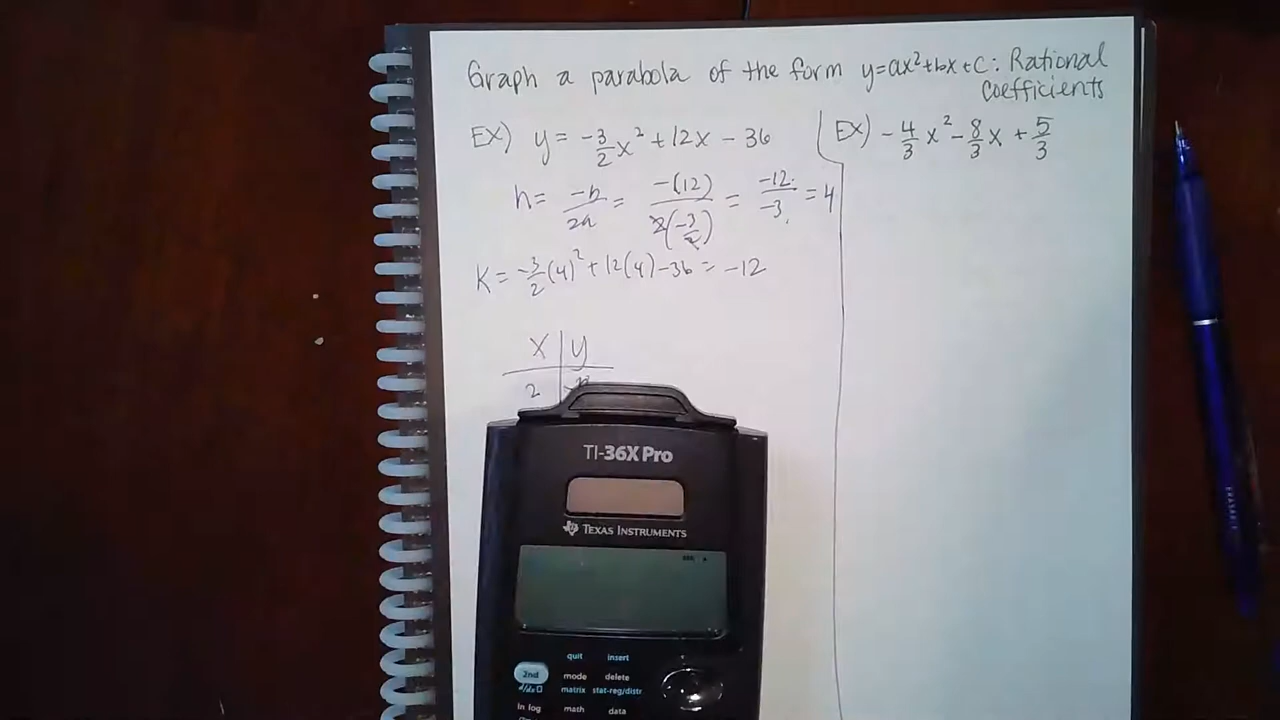 Graph a parabola of the form y=ax²+bx+c: Rational
coefficients
EX) y = -3/2 x² + 12x - 36
h = -b/2a = -(12)/2(-3/2) = -12/-3 = 4
K = -3/2 (4)² + 12(4) - 36 = -12
x | y
2
EX) -4/3 x² - 8/3 x + 5/3
TI-36X Pro
TEXAS INSTRUMENTS
quit insert
2nd mode delete
matrix stat-reg/distr
ln log math data
ERASABLE